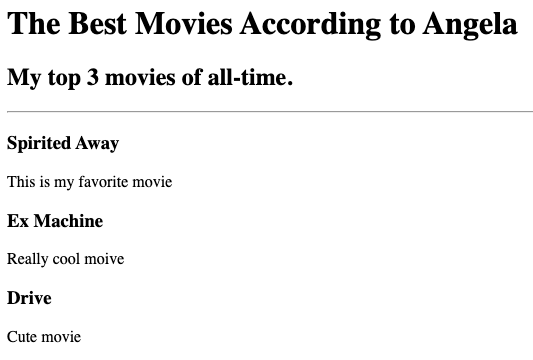 The Best Movies According to Angela
My top 3 movies of all-time.
Spirited Away
This is my favorite movie
Ex Machine
Really cool moive
Drive
Cute movie